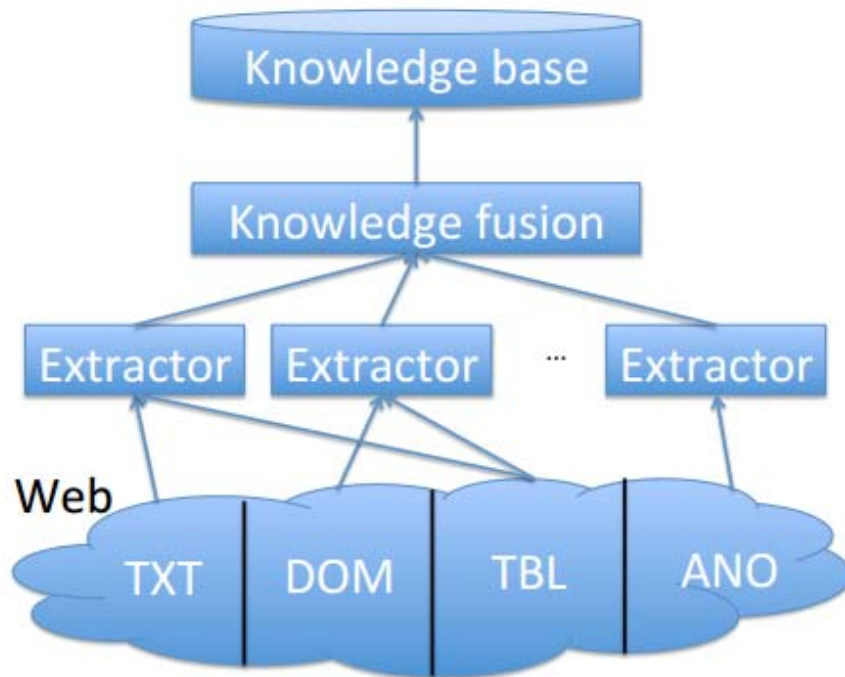 Knowledge base
Knowledge fusion
Extractor Extractor ... Extractor
Web
TXT DOM TBL ANO